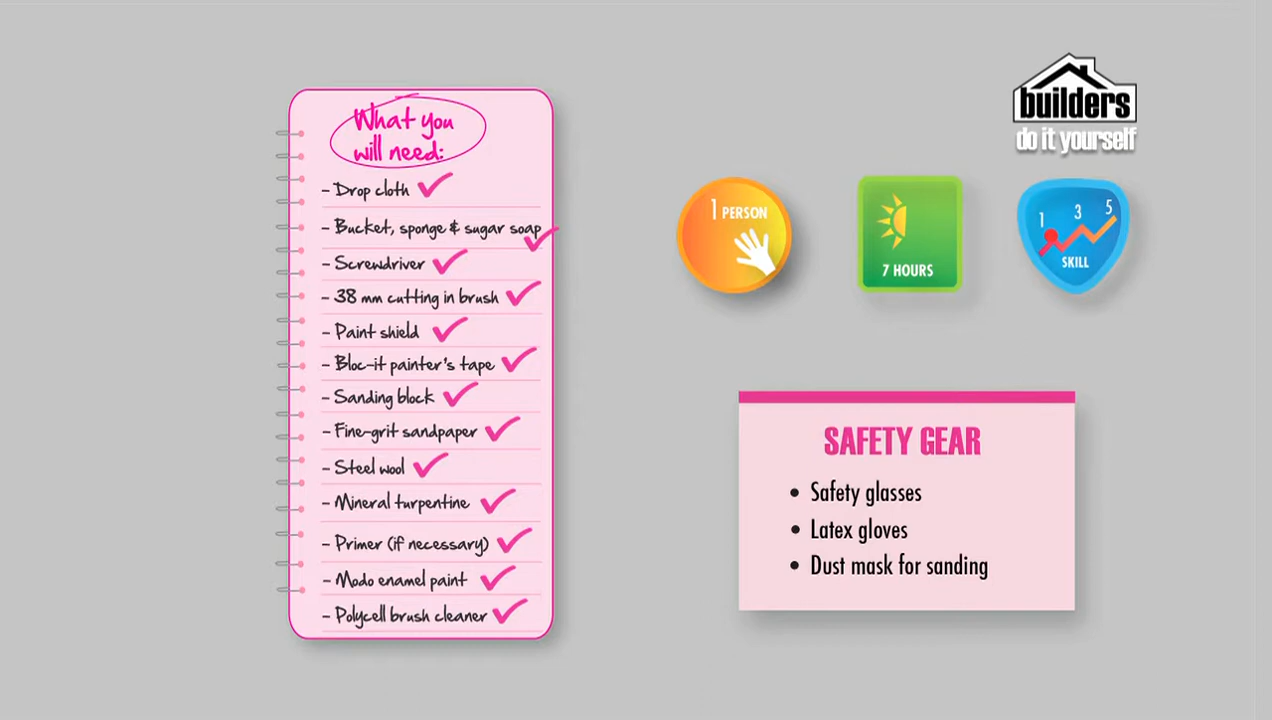 What you
will need:
- Drop cloth
- Bucket, sponge & sugar soap
- Screwdriver
- 38 mm cutting in brush
- Paint shield
- Bloc-it painter's tape
- Sanding block
- Fine-grit sandpaper
- Steel wool
- Mineral turpentine
- Primer (if necessary)
- Modo enamel paint
- Polycell brush cleaner
builders
do it yourself
1 PERSON
7 HOURS
1 3 5
SKILL
SAFETY GEAR
• Safety glasses
• Latex gloves
• Dust mask for sanding